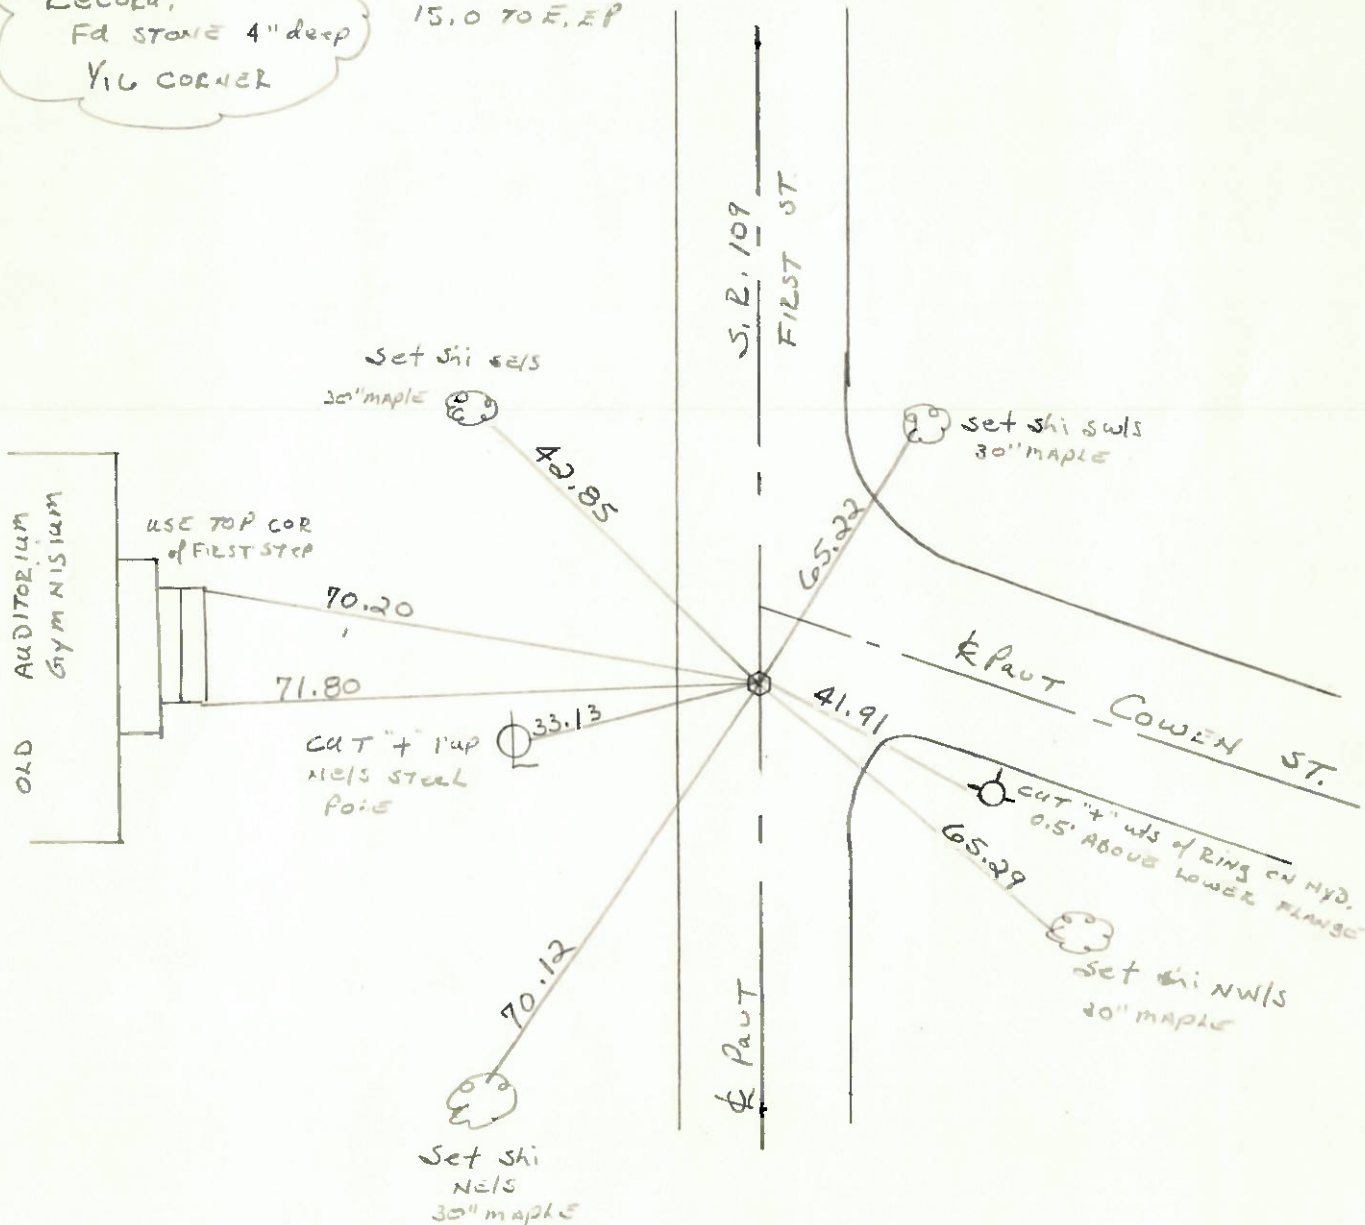 RECORD,
Fd STONE 4" deep
1/16 CORNER
15.0 TO E, EP
S.R. 109
FIRST ST.
Set shi SE/S
30" MAPLE
42.85
set shi SW/S
30" MAPLE
65.22
OLD AUDITORIUM
GymNISIUM
USE TOP COR
of FIRST STEP
70.20
71.80
CUT "+" 1'up
NE/S STEEL
POLE
33.13
℄ PavT COWEN ST.
41.91
CUT "+" W/S of RING ON HYD.
0.5' ABOVE LOWER FLANGE
65.29
Set shi NW/S
MAPLE
70.12
℄ PavT
Set shi
NE/S
30" MAPLE